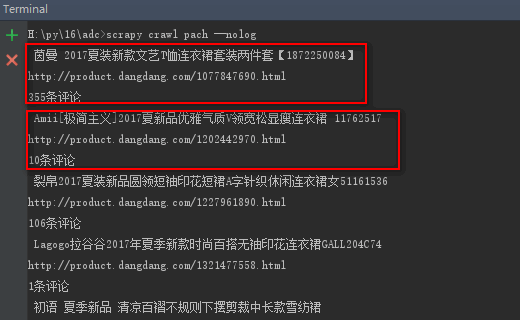 Terminal
H:\py\16\adc>scrapy crawl pach --nolog
茵曼 2017夏装新款文艺T恤连衣裙套装两件套【1872250084】
http://product.dangdang.com/1077847690.html
355条评论
Amii[极简主义]2017夏新品优雅气质V领宽松显瘦连衣裙 11762517
http://product.dangdang.com/1202442970.html
10条评论
裂帛2017夏装新品圆领短袖印花短裙A字针织休闲连衣裙女51161536
http://product.dangdang.com/1227961890.html
106条评论
Lagogo拉谷谷2017年夏季新款时尚百搭无袖印花连衣裙GALL204C74
http://product.dangdang.com/1321477558.html
1条评论
初语 夏季新品 清凉百褶不规则下摆剪裁中长款雪纺裙